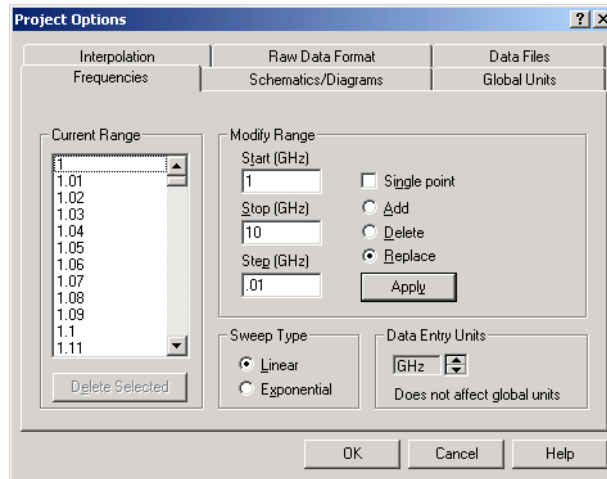 Project Options
Interpolation
Raw Data Format
Data Files
Frequencies
Schematics/Diagrams
Global Units
Current Range
1
1.01
1.02
1.03
1.04
1.05
1.06
1.07
1.08
1.09
1.1
1.11
Delete Selected
Modify Range
Start (GHz)
1
Stop (GHz)
10
Step (GHz)
.01
Single point
Add
Delete
Replace
Apply
Sweep Type
Linear
Exponential
Data Entry Units
GHz
Does not affect global units
OK
Cancel
Help